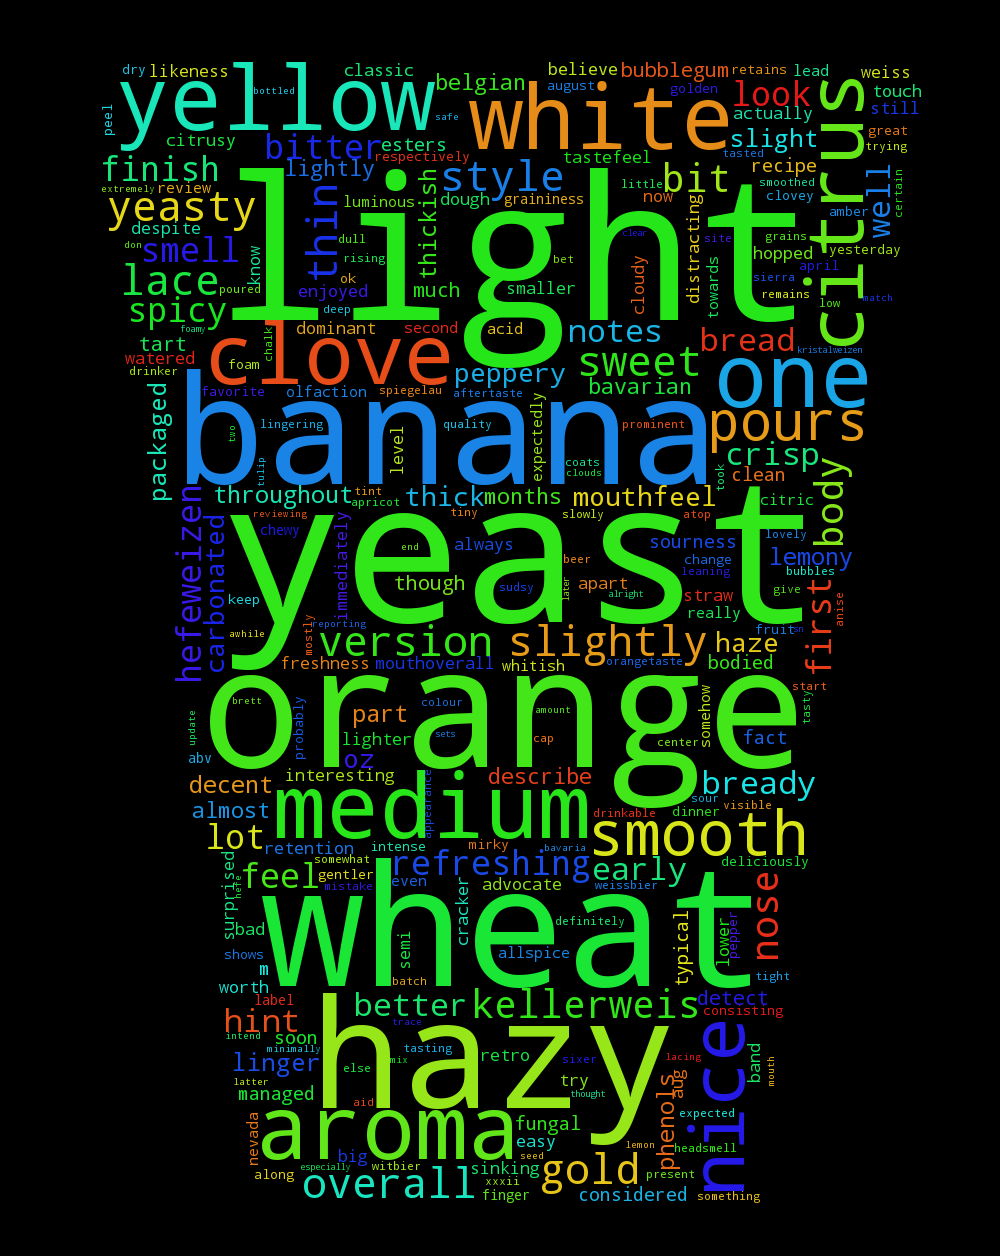 dry likeness classic belgian believe bubblegum retains lead weiss
yellow bottled august golden look touch
peel safe white actually still
citrusy bitter esters slight great
trying
finish lightly respectively tastefeel tasted recipe citrus
extremely review style little bit smoothed well certain
yeasty thin luminous thickish dough graininess now clovey amber
despite light clear distracting site grains
don smell know dull rising bet hopped yesterday
lace poured enjoyed ok much smaller cloudy towards sierra april
spicy deep remains low match
foamy dominant second acid notes bread
tart watered clove chalk sweet kristalweizen
drinker foam peppery bavarian one
packaged favorite olfaction spiegelau aftertaste expectedly
banana two lingering level quality prominent pours
tulip coats clouds took crisp
throughout tint apricot thick months mouthfeel clean citric body
hefeweizen carbonated reviewing immediately yeast tiny slowly atop
chewy end always beer sourness change lovely lemony
leaning bubbles
keep though sudsy later apart alright straw give first anise
awhile mostly reporting really fruit sn
version slightly haze
freshness mouthoverall whitish orangetaste bodied start
update probably brett orange colour amount somehow tasty
part sets cap center fact
abv lighter
oz
decent interesting appearance describe bready
almost medium sour visible
drinkable dinner
lot retention intense mirky bavaria smooth
surprised here feel somewhat gentler refreshing early deliciously
mistake even advocate weissbier nose
bad wheat semi cracker definitely typical lower pepper
shows allspice
m worth batch tight
label better kellerweis detect
hint trace consisting
intend soon hazy nice
minimally linger tasting retro sixer lacing band mouth
latter else mix try thought phenols aug
managed aid
nevada aroma fungal expected
easy lemon headsmell
along especially big witbier sinking seed gold present
overall xxxii finger considered something